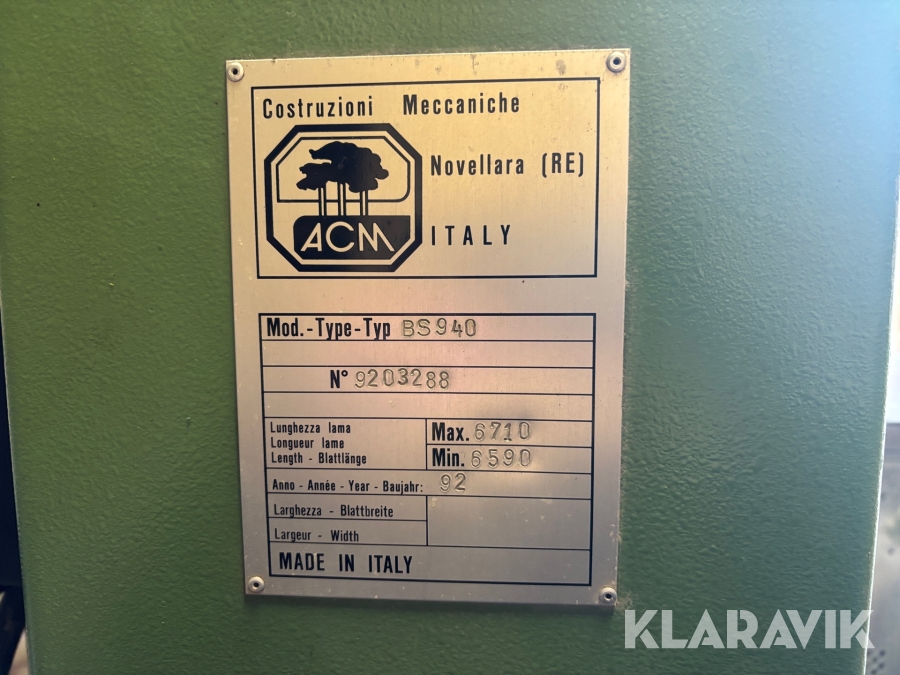 Costruzioni Meccaniche
Novellara (RE)
ACM
ITALY
Mod.-Type-Typ BS940
N° 9203288
Lunghezza lama
Longueur lame
Length - Blattlänge
Max. 6710
Min. 6590
Anno - Année - Year - Baujahr: 92
Larghezza - Blattbreite
Largeur - Width
MADE IN ITALY
KLARAVIK